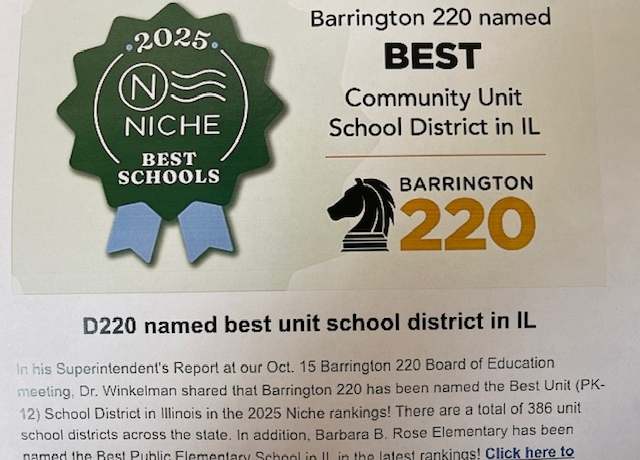 2025
N
NICHE
BEST
SCHOOLS
Barrington 220 named
BEST
Community Unit
School District in IL
BARRINGTON
220
D220 named best unit school district in IL
In his Superintendent's Report at our Oct. 15 Barrington 220 Board of Education
meeting, Dr. Winkelman shared that Barrington 220 has been named the Best Unit (PK-
12) School District in Illinois in the 2025 Niche rankings! There are a total of 386 unit
school districts across the state. In addition, Barbara B. Rose Elementary has been
named the Best Public Elementary School in IL in the latest rankings! Click here to